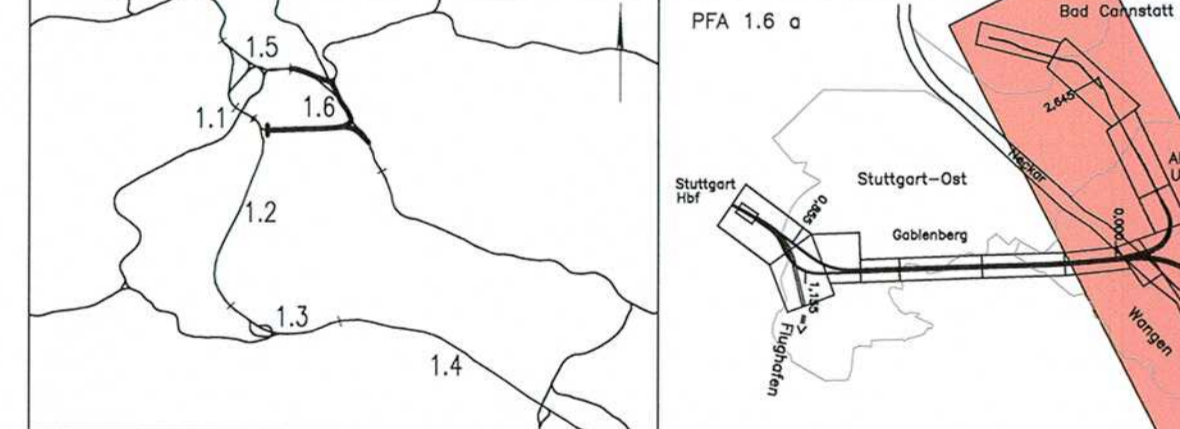 1.5
1.6
1.1
1.2
1.3
1.4
PFA 1.6 a
Bad Cannstatt
2,645
Neckar
Stuttgart
Hbf
Stuttgart-Ost
0,855
Gablenberg
0,000
1,155
=>
Flughafen
Wangen